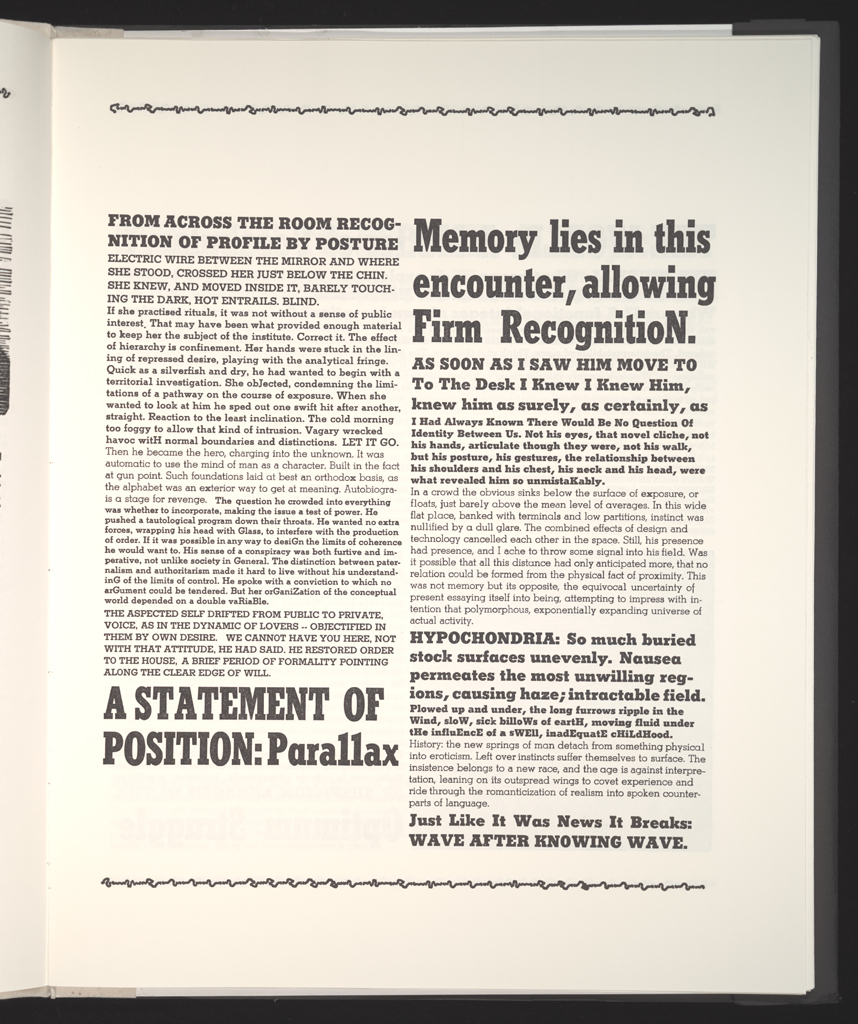 FROM ACROSS THE ROOM RECOG-
NITION OF PROFILE BY POSTURE
ELECTRIC WIRE BETWEEN THE MIRROR AND WHERE
SHE STOOD, CROSSED HER JUST BELOW THE CHIN.
SHE KNEW, AND MOVED INSIDE IT, BARELY TOUCH-
ING THE DARK, HOT ENTRAILS. BLIND.
If she practised rituals, it was not without a sense of public
interest, That may have been what provided enough material
to keep her the subject of the institute. Correct it. The effect
of hierarchy is confinement. Her hands were stuck in the lin-
ing of repressed desire, playing with the analytical fringe.
Quick as a silverfish and dry, he had wanted to begin with a
territorial investigation. She obJected, condemning the limi-
tations of a pathway on the course of exposure. When she
wanted to look at him he sped out one swift hit after another,
straight. Reaction to the least inclination. The cold morning
too foggy to allow that kind of intrusion. Vagary wrecked
havoc witH normal boundaries and distinctions. LET IT GO.
Then he became the hero, charging into the unknown. It was
automatic to use the mind of man as a character. Built in the fact
at gun point. Such foundations laid at best an orthodox basis, as
the alphabet was an exterior way to get at meaning. Autobiogra-
is a stage for revenge. The question he crowded into everything
was whether to incorporate, making the issue a test of power. He
pushed a tautological program down their throats. He wanted no extra
forces, wrapping his head with Glass, to interfere with the production
of order. If it was possible in any way to desiGn the limits of coherence
he would want to. His sense of a conspiracy was both furtive and im-
perative, not unlike society in General. The distinction between pater-
nalism and authoritarism made it hard to live without his understand-
inG of the limits of control. He spoke with a conviction to which no
arGument could be tendered. But her orGaniZation of the conceptual
world depended on a double vaRiaBle.
THE ASPECTED SELF DRIFTED FROM PUBLIC TO PRIVATE,
VOICE, AS IN THE DYNAMIC OF LOVERS -- OBJECTIFIED IN
THEM BY OWN DESIRE. WE CANNOT HAVE YOU HERE, NOT
WITH THAT ATTITUDE, HE HAD SAID. HE RESTORED ORDER
TO THE HOUSE, A BRIEF PERIOD OF FORMALITY POINTING
ALONG THE CLEAR EDGE OF WILL.
A STATEMENT OF
POSITION: Parallax
Memory lies in this
encounter, allowing
Firm RecognitioN.
AS SOON AS I SAW HIM MOVE TO
To The Desk I Knew I Knew Him,
knew him as surely, as certainly, as
I Had Always Known There Would Be No Question Of
Identity Between Us. Not his eyes, that novel cliche, not
his hands, articulate though they were, not his walk,
but his posture, his gestures, the relationship between
his shoulders and his chest, his neck and his head, were
what revealed him so unmistaKably.
In a crowd the obvious sinks below the surface of exposure, or
floats, just barely above the mean level of averages. In this wide
flat place, banked with terminals and low partitions, instinct was
nullified by a dull glare. The combined effects of design and
technology cancelled each other in the space. Still, his presence
had presence, and I ache to throw some signal into his field. Was
it possible that all this distance had only anticipated more, that no
relation could be formed from the physical fact of proximity. This
was not memory but its opposite, the equivocal uncertainty of
present essaying itself into being, attempting to impress with in-
tention that polymorphous, exponentially expanding universe of
actual activity.
HYPOCHONDRIA: So much buried
stock surfaces unevenly. Nausea
permeates the most unwilling reg-
ions, causing haze; intractable field.
Plowed up and under, the long furrows ripple in the
Wind, sloW, sick billoWs of eartH, moving fluid under
tHe influEncE of a sWEll, inadEquatE cHiLdHood.
History: the new springs of man detach from something physical
into eroticism. Left over instincts suffer themselves to surface. The
insistence belongs to a new race, and the age is against interpre-
tation, leaning on its outspread wings to covet experience and
ride through the romanticization of realism into spoken counter-
parts of language.
Just Like It Was News It Breaks:
WAVE AFTER KNOWING WAVE.